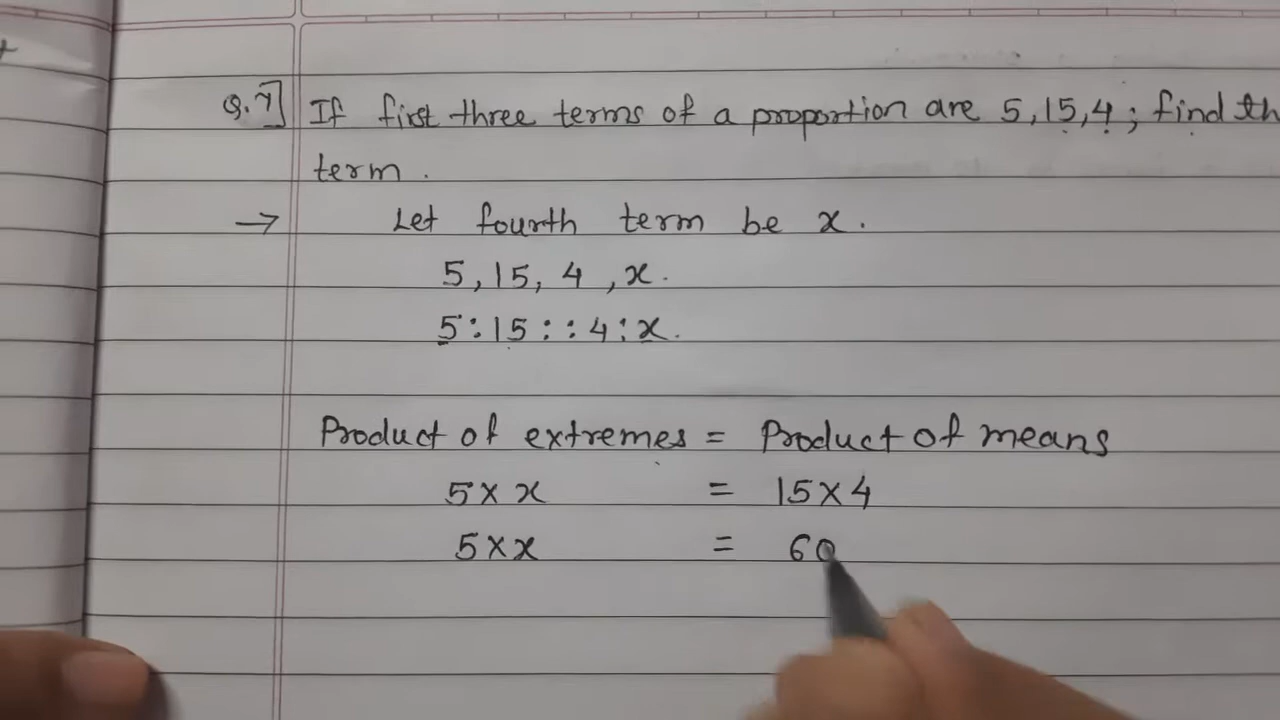 Q.7] If first three terms of a proportion are 5,15,4; find th
term.
→ Let fourth term be x.
5,15, 4 ,x.
5:15::4:x.
Product of extremes = Product of means
5×x = 15×4
5×x = 60